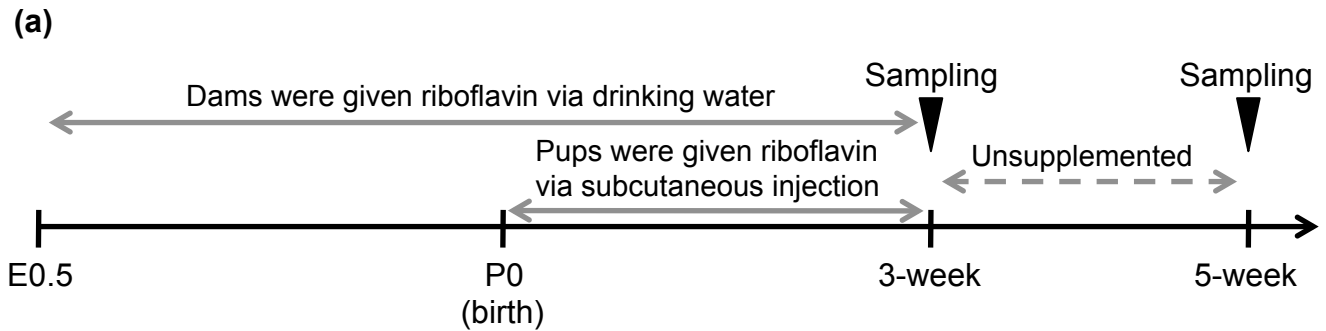 (a)
Sampling
Sampling
Dams were given riboflavin via drinking water
Pups were given riboflavin
via subcutaneous injection
Unsupplemented
E0.5
P0
(birth)
3-week
5-week